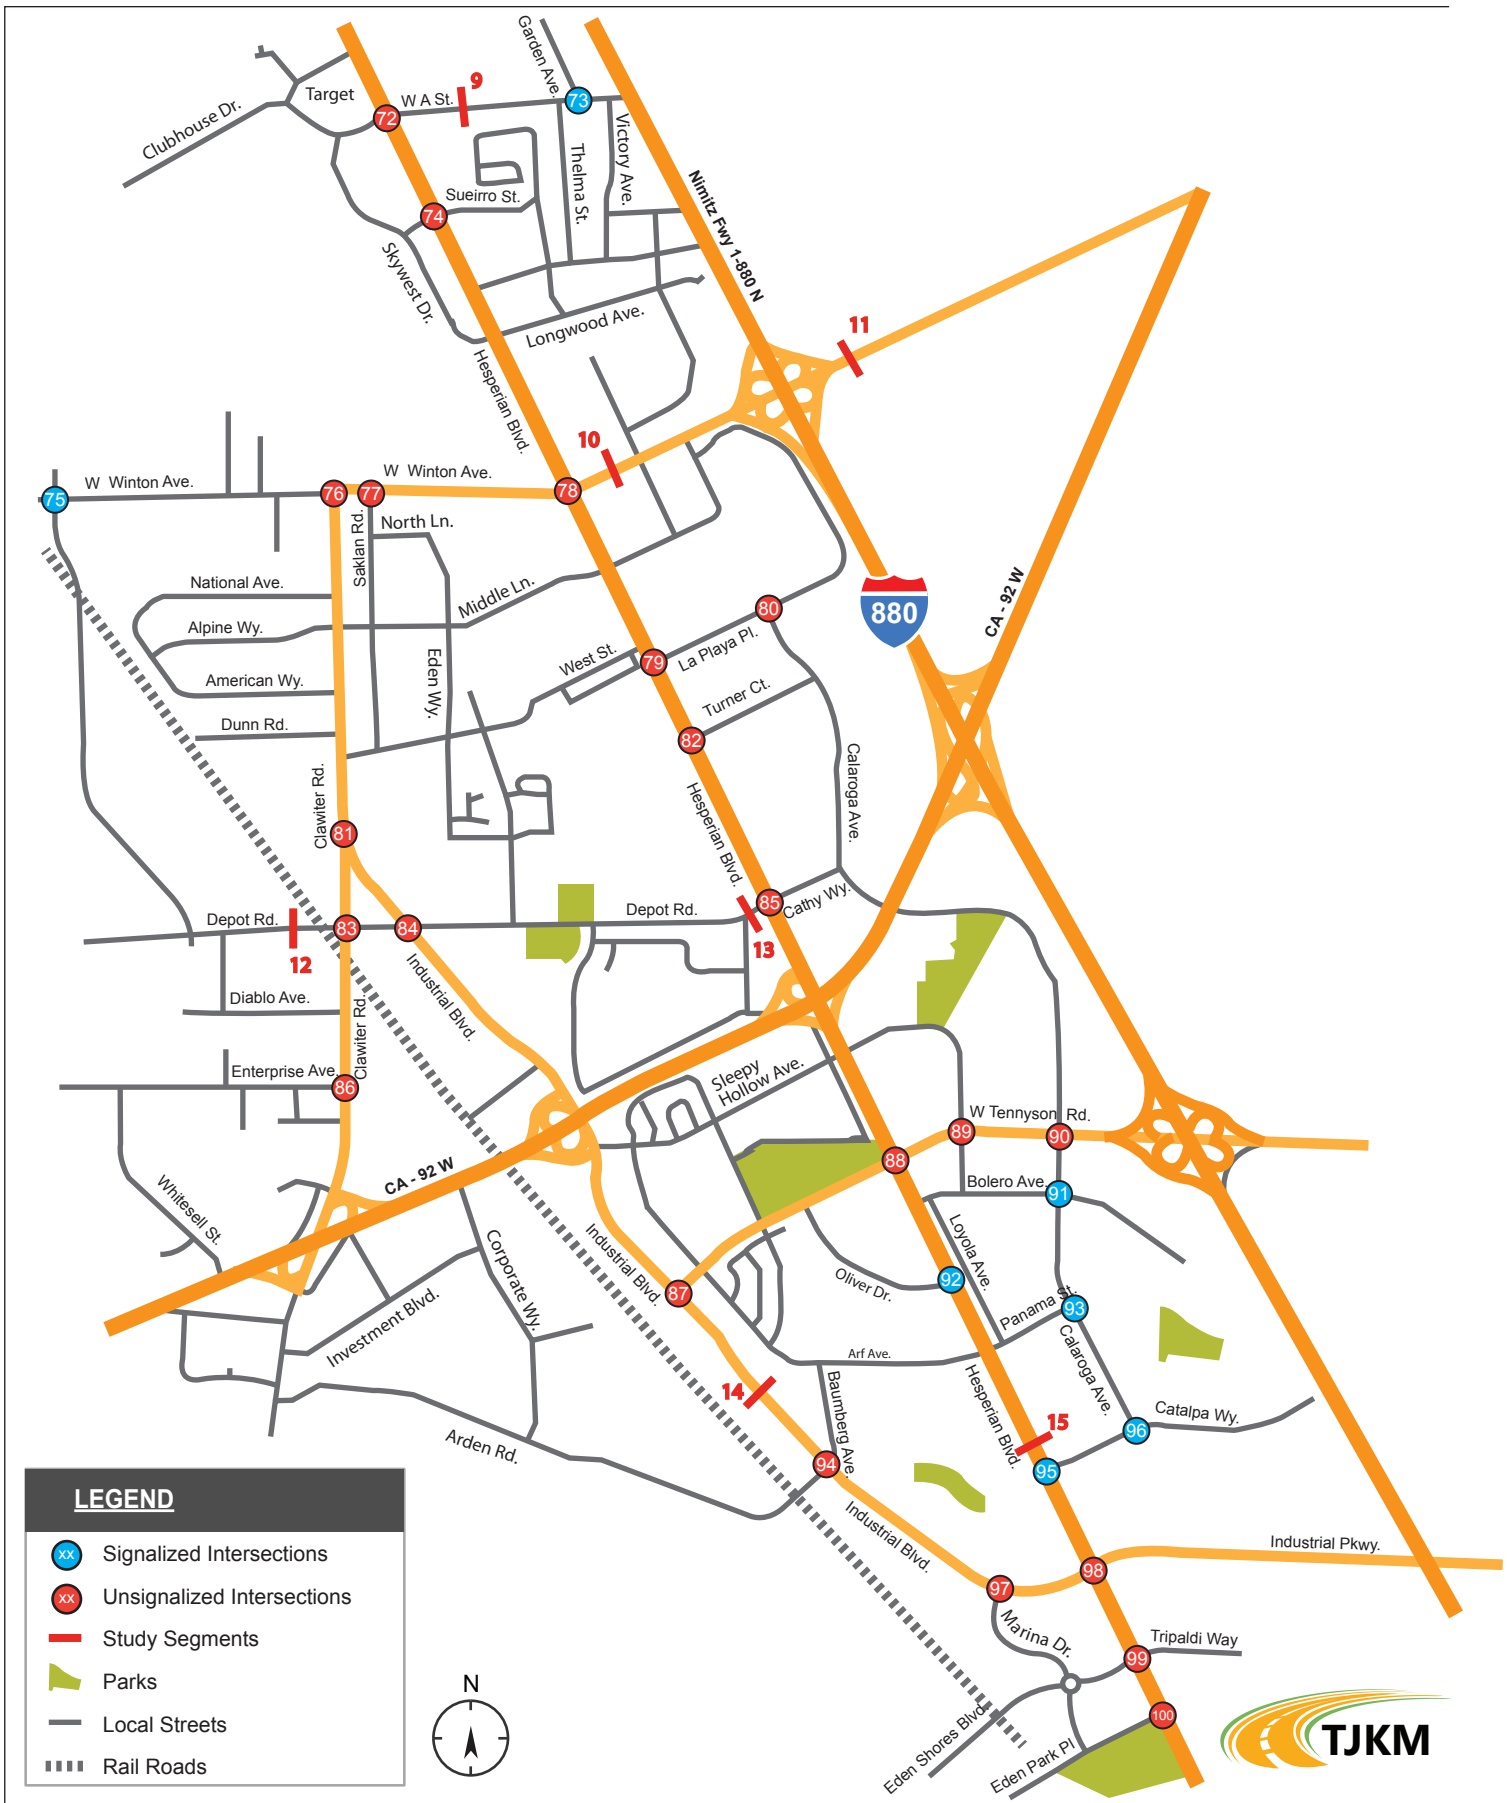 Garden Ave.
9
W A St.
73
Target
72
Clubhouse Dr.
Victory Ave.
Thelma St.
Sueirro St.
74
Nimitz Fwy 1-880 N
Skywest Dr.
Longwood Ave.
11
Hesperian Blvd.
10
W Winton Ave.
W Winton Ave.
75
76
77
78
North Ln.
Saklan Rd.
National Ave.
Middle Ln.
880
CA - 92 W
80
Alpine Wy.
Eden Wy.
West St.
79
La Playa Pl.
American Wy.
Turner Ct.
Dunn Rd.
82
Calaroga Ave.
Clawiter Rd.
81
Hesperian Blvd.
85
Cathy Wy.
Depot Rd.
Depot Rd.
83
84
12
13
Industrial Blvd.
Diablo Ave.
Clawiter Rd.
Enterprise Ave.
86
Sleepy
Hollow Ave.
W Tennyson Rd.
89
90
88
CA - 92 W
Bolero Ave.
91
Whitesell St.
Corporate Wy.
Industrial Blvd.
Loyola Ave.
87
Oliver Dr.
92
Panama St.
93
Investment Blvd.
Arf Ave.
Calaroga Ave.
14
Baumberg Ave.
Hesperian Blvd.
15
Catalpa Wy.
96
Arden Rd.
94
95
Industrial Blvd.
Industrial Pkwy.
98
97
Marina Dr.
Tripaldi Way
99
100
Eden Shores Blvd.
Eden Park Pl
LEGEND
xx Signalized Intersections
xx Unsignalized Intersections
Study Segments
Parks
Local Streets
Rail Roads
N
TJKM